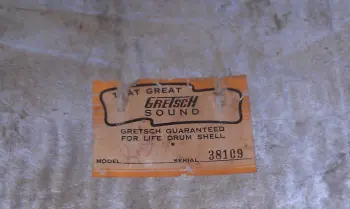 THAT GREAT
GRETSCH
SOUND
GRETSCH GUARANTEED
FOR LIFE DRUM SHELL
MODEL SERIAL 38109